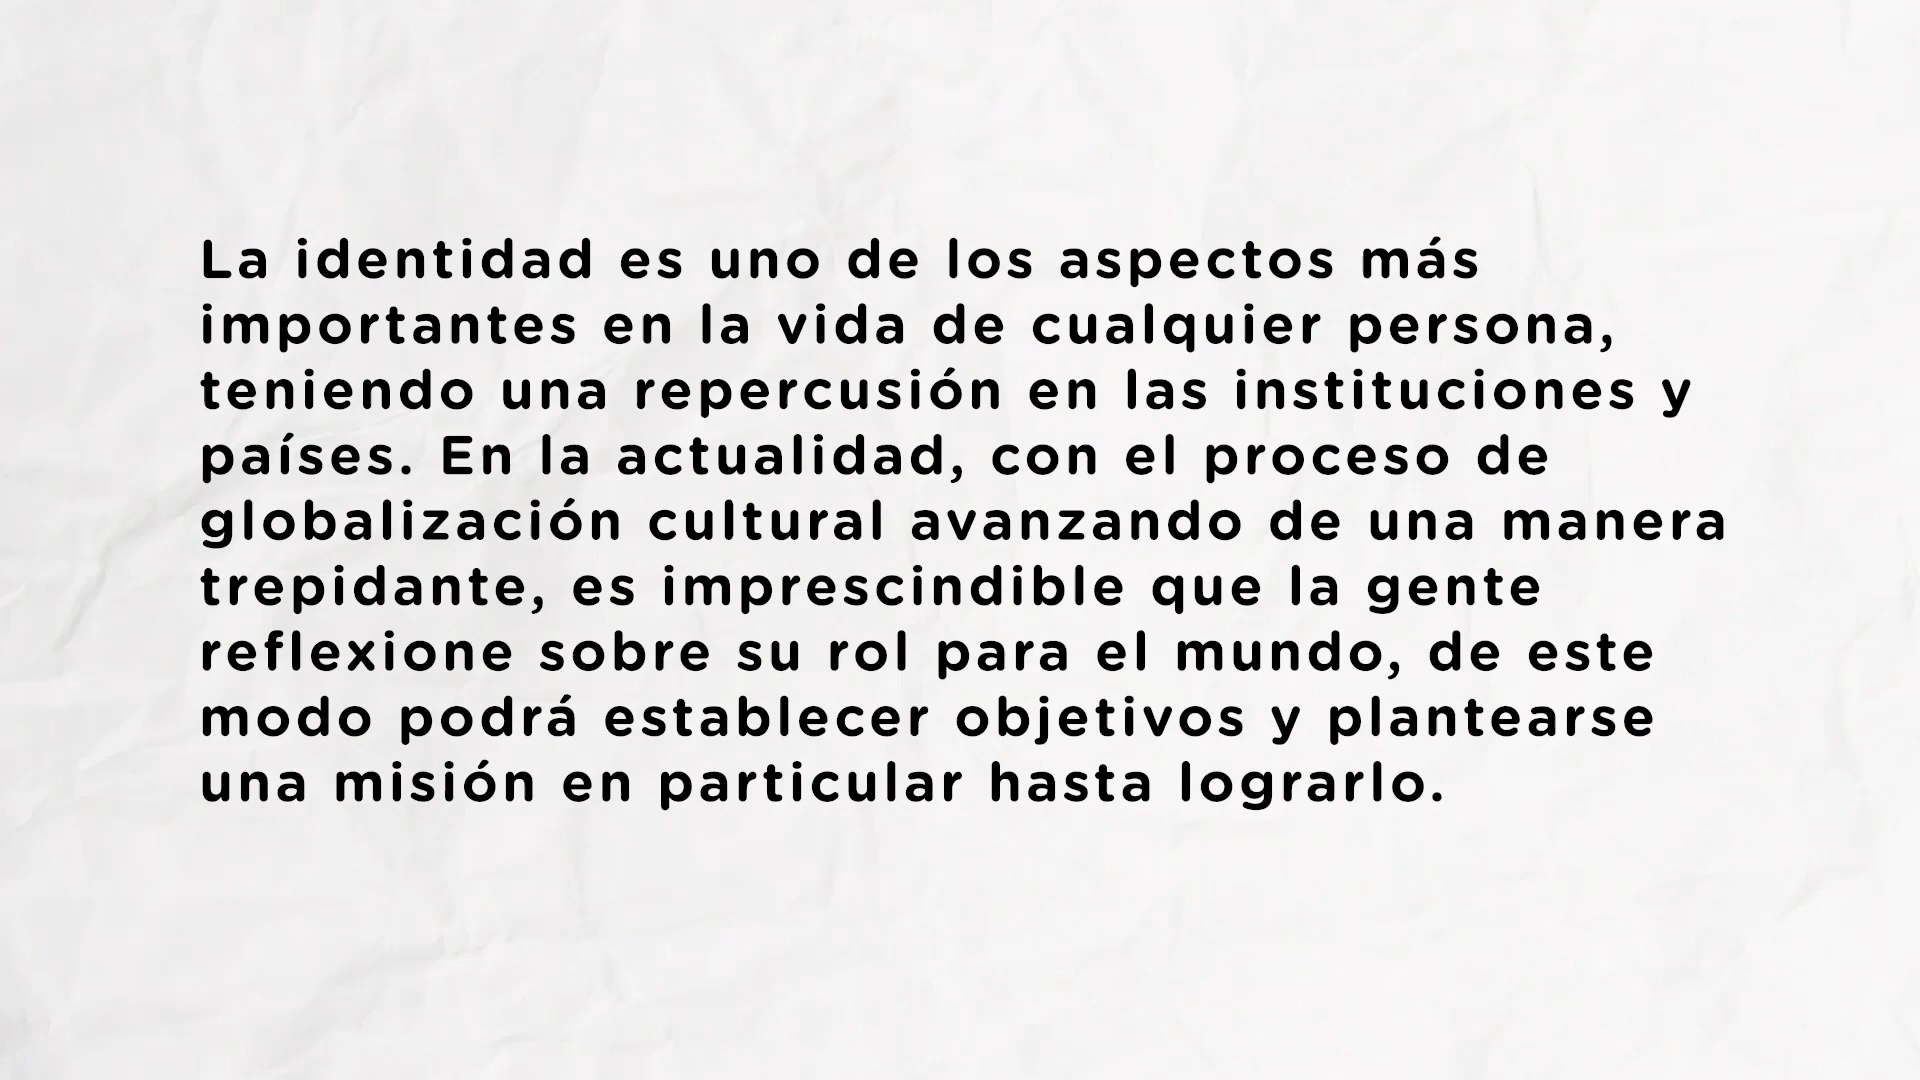 La identidad es uno de los aspectos más
importantes en la vida de cualquier persona,
teniendo una repercusión en las instituciones y
países. En la actualidad, con el proceso de
globalización cultural avanzando de una manera
trepidante, es imprescindible que la gente
reflexione sobre su rol para el mundo, de este
modo podrá establecer objetivos y plantearse
una misión en particular hasta lograrlo.